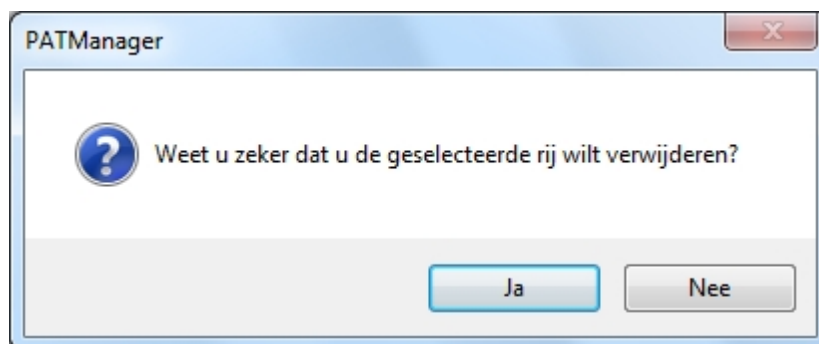 PATManager
Weet u zeker dat u de geselecteerde rij wilt verwijderen?
Ja Nee